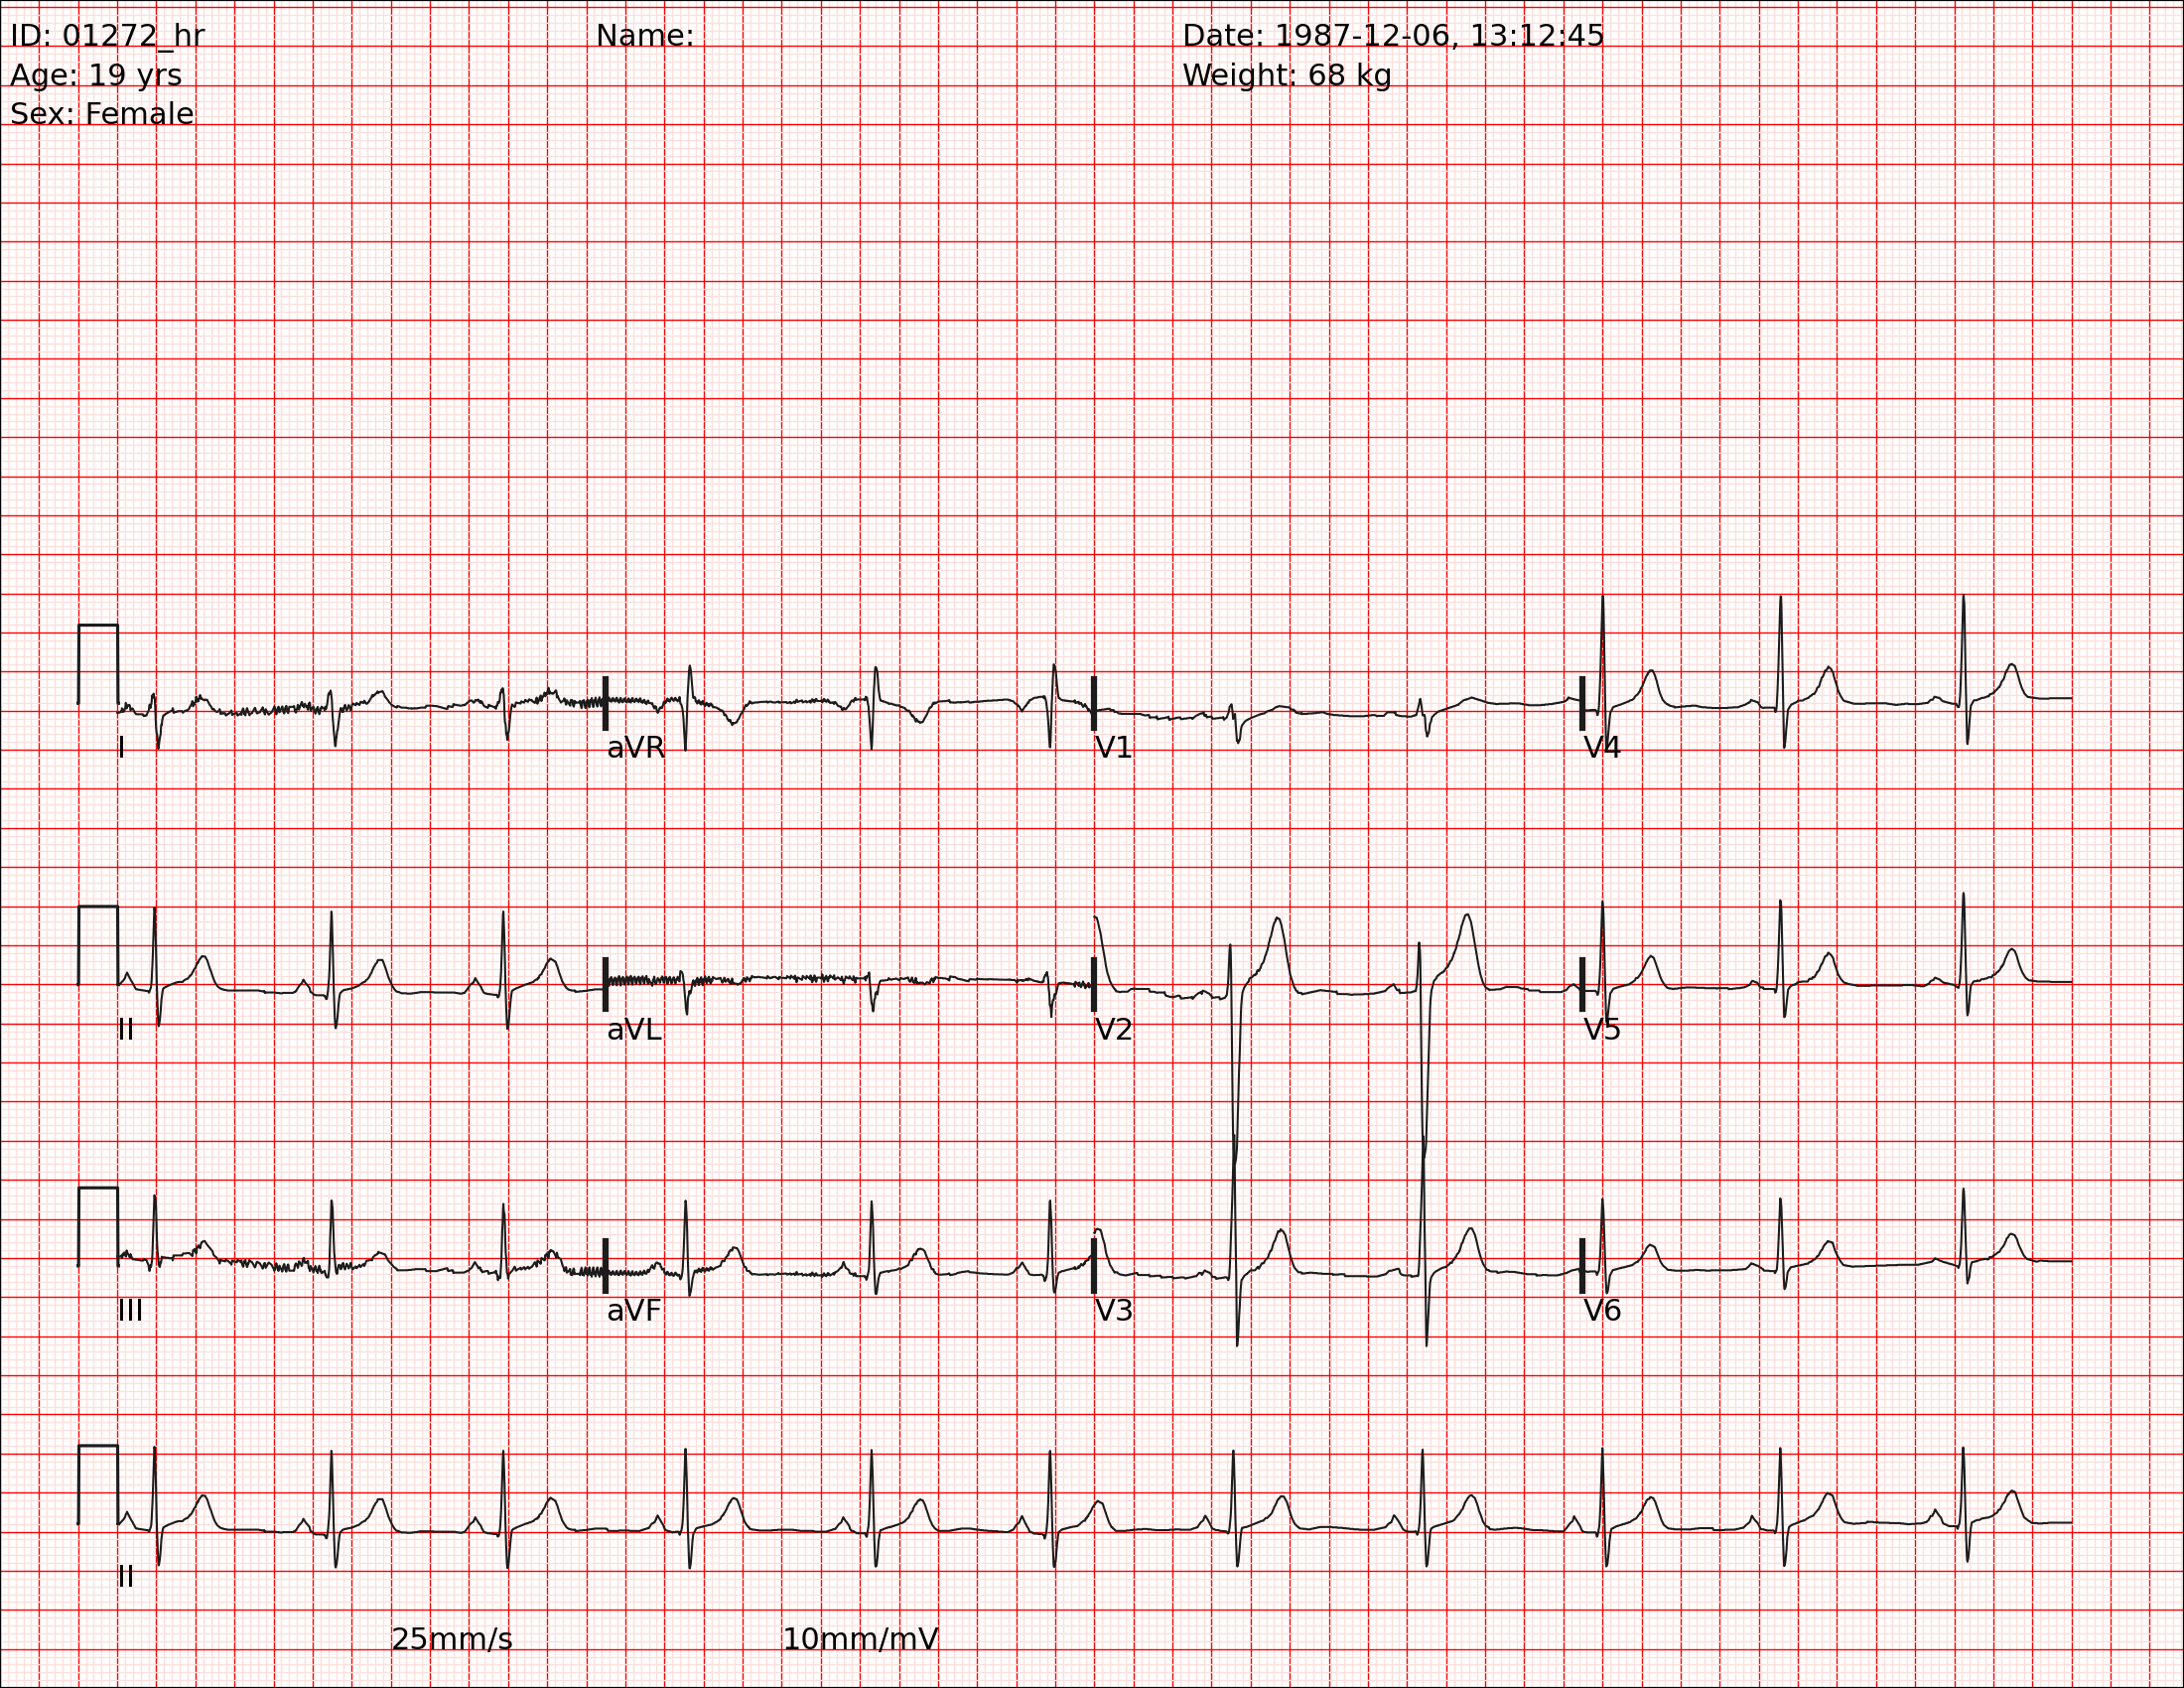 ID: 01272_hr
Name:
Date: 1987-12-06, 13:12:45
Age: 19 yrs
Weight: 68 kg
Sex: Female
I
aVR
V1
V4
II
aVL
V2
V5
III
aVF
V3
V6
II
25mm/s
10mm/mV